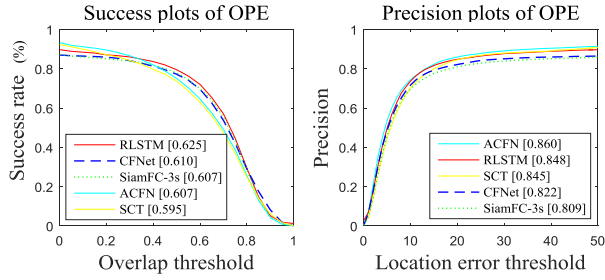 Success plots of OPE
Success rate (%)
1
0.8
0.6
0.4
0.2
0
RLSTM [0.625]
CFNet [0.610]
SiamFC-3s [0.607]
ACFN [0.607]
SCT [0.595]
0 0.2 0.4 0.6 0.8 1
Overlap threshold
Precision plots of OPE
Precision
1
0.8
0.6
0.4
0.2
0
ACFN [0.860]
RLSTM [0.848]
SCT [0.845]
CFNet [0.822]
SiamFC-3s [0.809]
0 10 20 30 40 50
Location error threshold